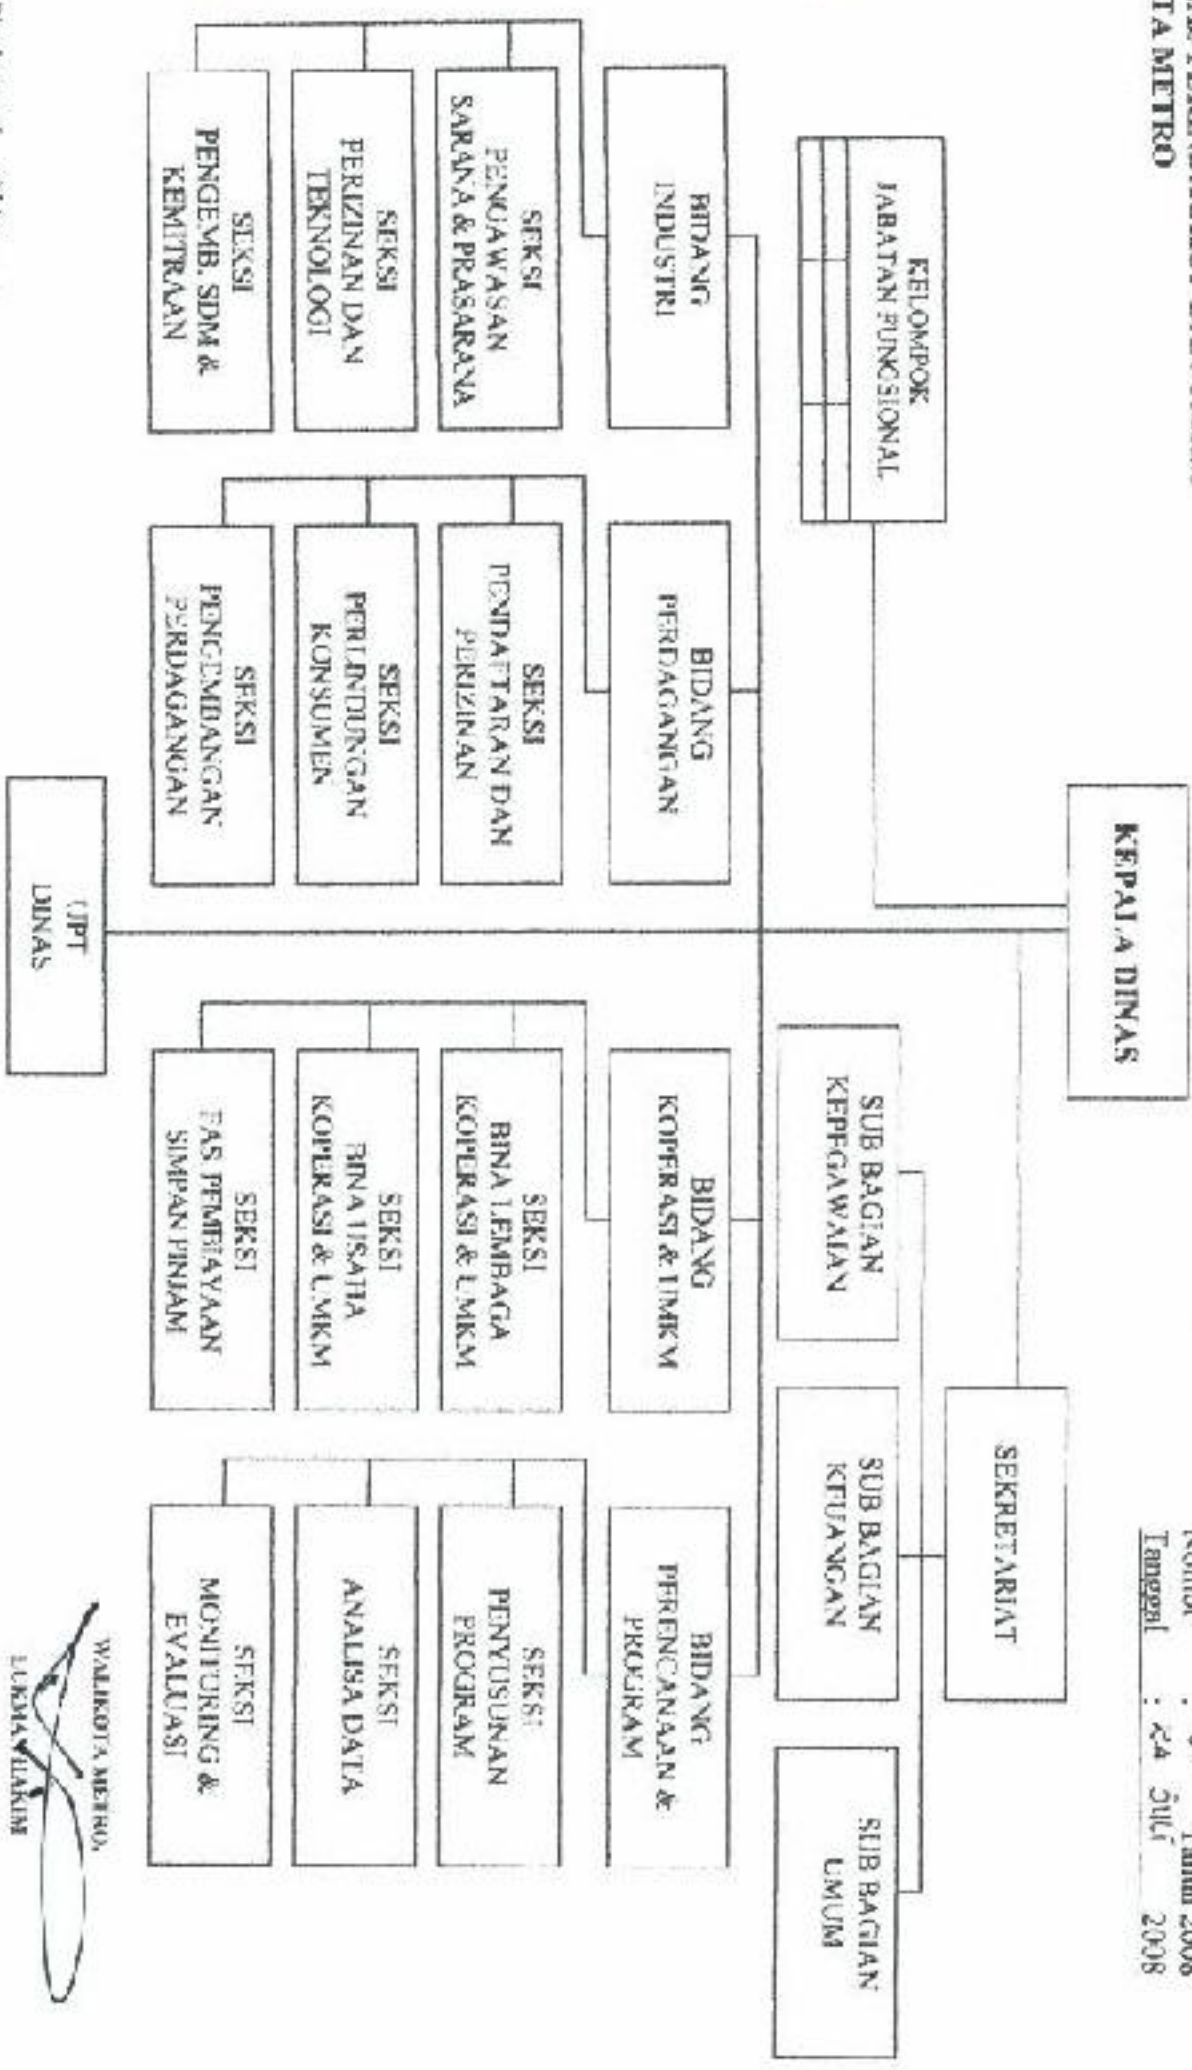 TA METRO
Tahun 2008
Tanggal : 24 Juli 2008
KEPALA DINAS
KELOMPOK
JABATAN FUNGSIONAL
SEKRETARIAT
SUB BAGIAN
KEPEGAWAIAN
SUB BAGIAN
KEUANGAN
SUB BAGIAN
UMUM
BIDANG
INDUSTRI
BIDANG
PERDAGANGAN
BIDANG
KOPERASI & UMKM
BIDANG
PERENCANAAN &
PROGRAM
SEKSI
PENGAWASAN
SARANA & PRASARANA
SEKSI
PENDAFTARAN DAN
PERIZINAN
SEKSI
BINA LEMBAGA
KOPERASI & UMKM
SEKSI
PENYUSUNAN
PROGRAM
SEKSI
PERIZINAN DAN
TEKNOLOGI
SEKSI
PERLINDUNGAN
KONSUMEN
SEKSI
BINA USAHA
KOPERASI & UMKM
SEKSI
ANALISA DATA
SEKSI
PENGEMB. SDM &
KEMITRAAN
SEKSI
PENGEMBANGAN
PERDAGANGAN
SEKSI
FAS PEMBIAYAAN
SIMPAN PINJAM
SEKSI
MONITORING &
EVALUASI
UPT
DINAS
WALIKOTA METRO,
LUKMAN HAKIM